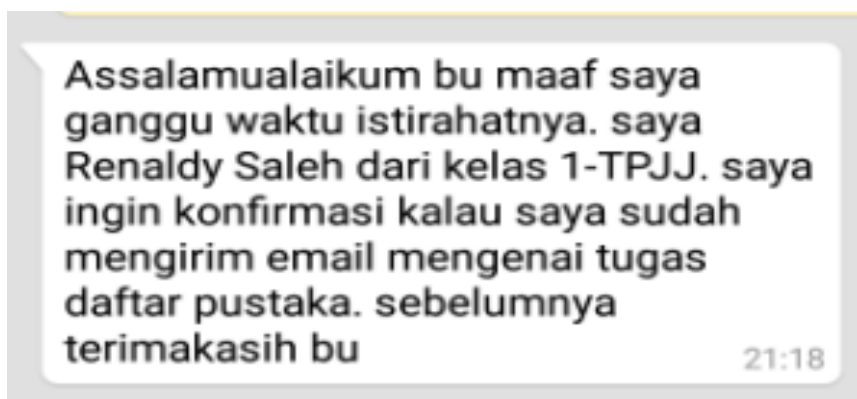 Assalamualaikum bu maaf saya
ganggu waktu istirahatnya. saya
Renaldy Saleh dari kelas 1-TPJJ. saya
ingin konfirmasi kalau saya sudah
mengirim email mengenai tugas
daftar pustaka. sebelumnya
terimakasih bu
21:18